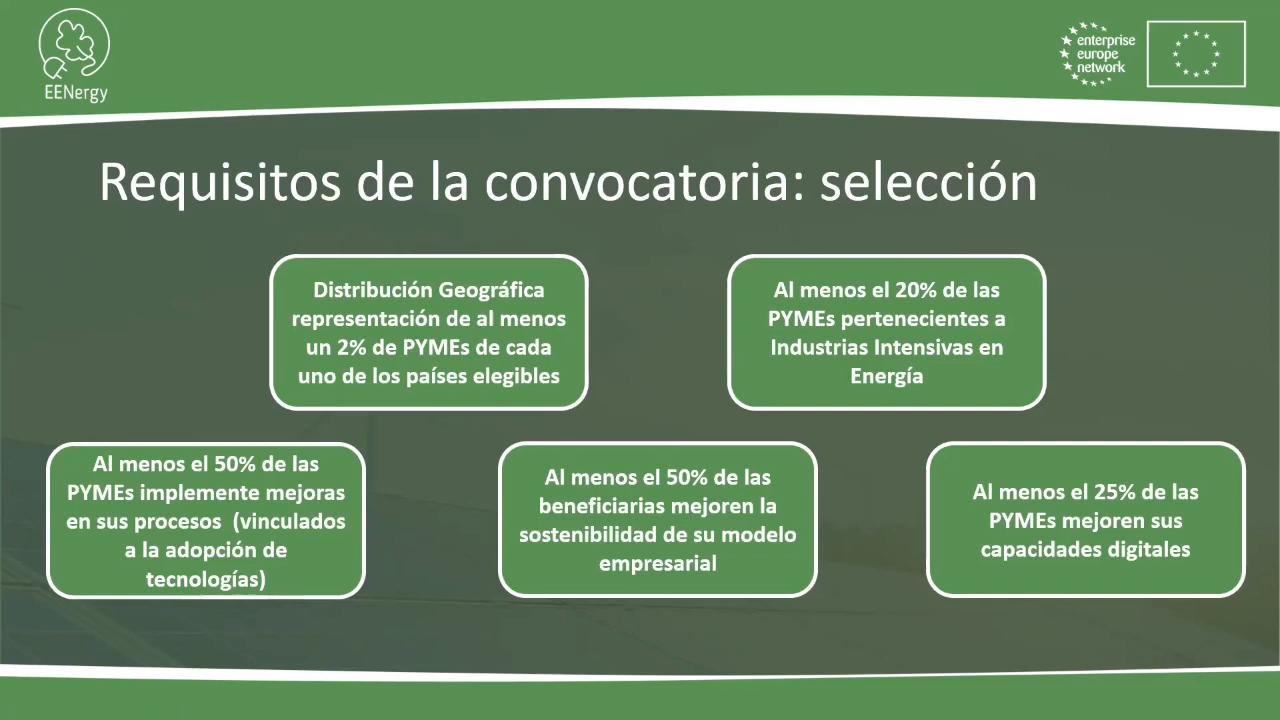 EENergy
enterprise
europe
network
Requisitos de la convocatoria: selección
Distribución Geográfica
representación de al menos
un 2% de PYMEs de cada
uno de los países elegibles
Al menos el 20% de las
PYMEs pertenecientes a
Industrias Intensivas en
Energía
Al menos el 50% de las
PYMEs implemente mejoras
en sus procesos  (vinculados
a la adopción de
tecnologías)
Al menos el 50% de las
beneficiarias mejoren la
sostenibilidad de su modelo
empresarial
Al menos el 25% de las
PYMEs mejoren sus
capacidades digitales